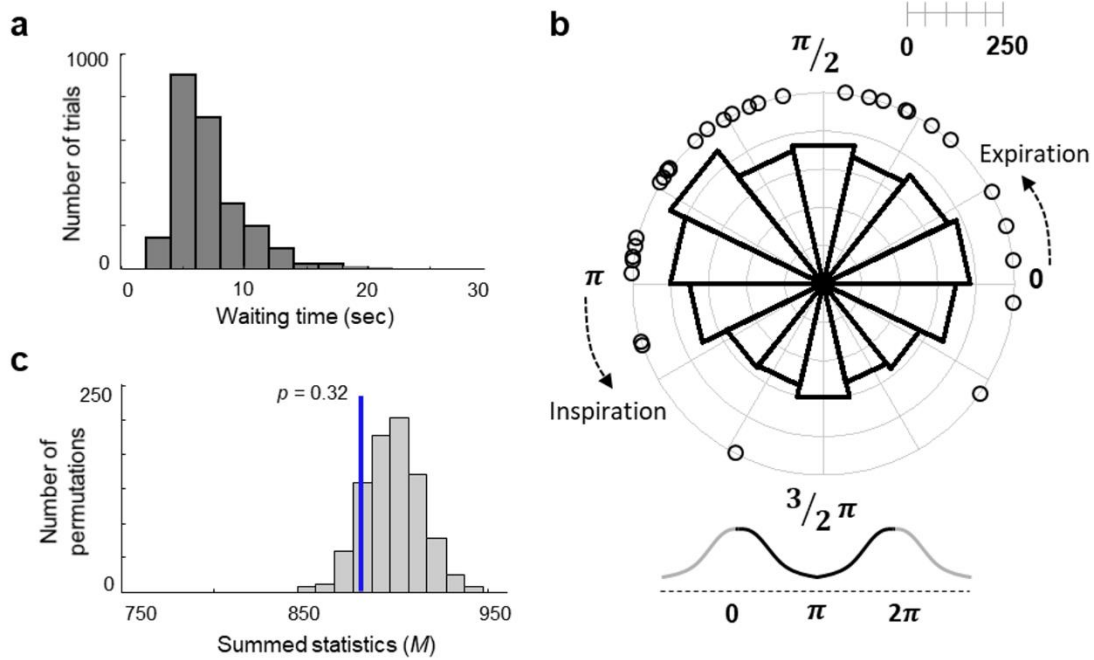 a
1000
Number of trials
0
0
10
20
30
Waiting time (sec)
b
0
250
π/2
Expiration
0
π
Inspiration
3/2 π
0
π
2π
c
250
p = 0.32
Number of
permutations
0
750
850
950
Summed statistics (M)